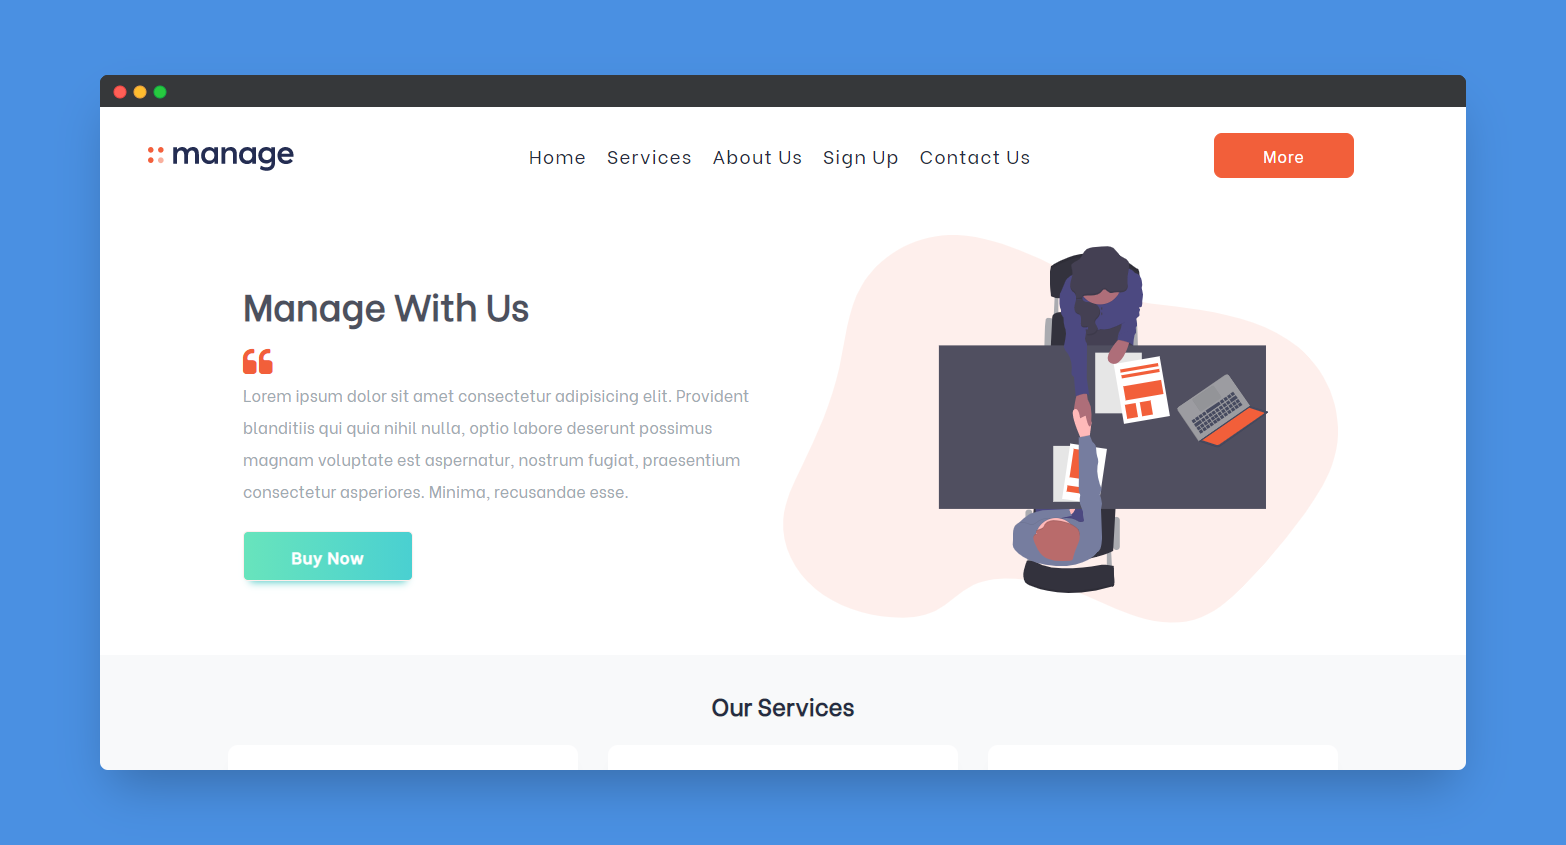 manage
Home Services About Us Sign Up Contact Us
More
Manage With Us
Lorem ipsum dolor sit amet consectetur adipisicing elit. Provident
blanditiis qui quia nihil nulla, optio labore deserunt possimus
magnam voluptate est aspernatur, nostrum fugiat, praesentium
consectetur asperiores. Minima, recusandae esse.
Buy Now
Our Services